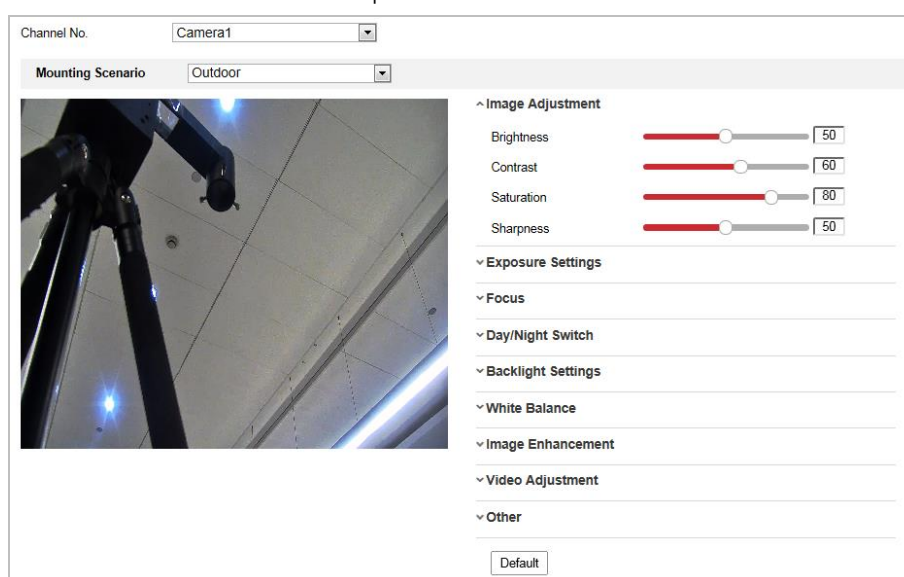 Channel No. Camera1
Mounting Scenario Outdoor
Image Adjustment
Brightness 50
Contrast 60
Saturation 80
Sharpness 50
Exposure Settings
Focus
Day/Night Switch
Backlight Settings
White Balance
Image Enhancement
Video Adjustment
Other
Default